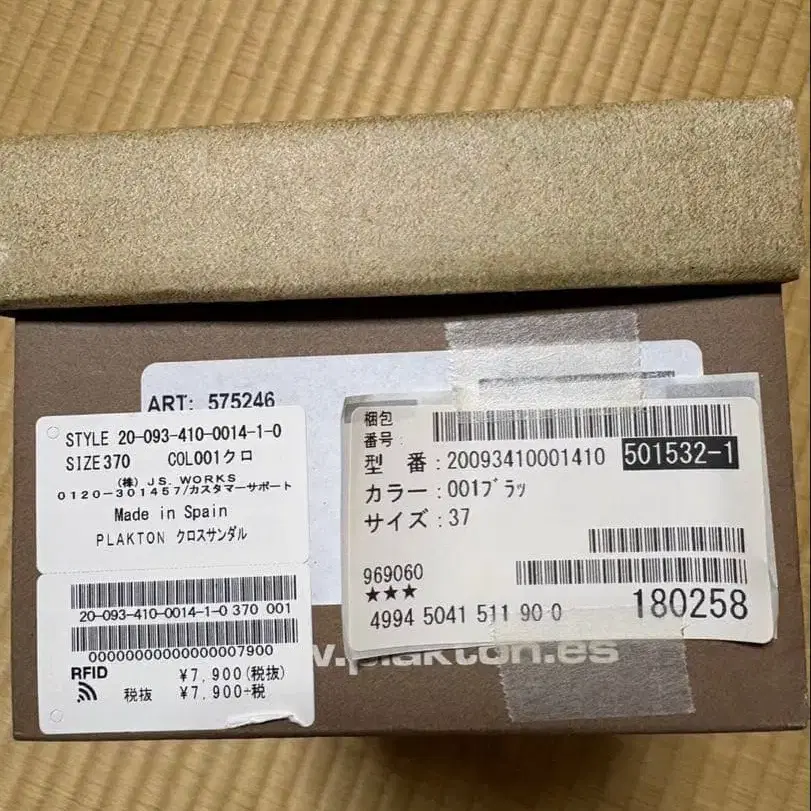 ART: 575246
STYLE 20-093-410-0014-1-0
SIZE370 COL001クロ
(株) JS. WORKS
0120-301457/カスタマーサポート
Made in Spain
PLAKTON クロスサンダル
20-093-410-0014-1-0 370 001
00000000000000007900
RFID
¥7,900(税抜)
税抜 ¥7,900+税
梱包
番号:
型 番:20093410001410 501532-1
カラー:001ブラッ
サイズ:37
969060
★★★
4994 5041 511 90 0
180258
w.plakton.es